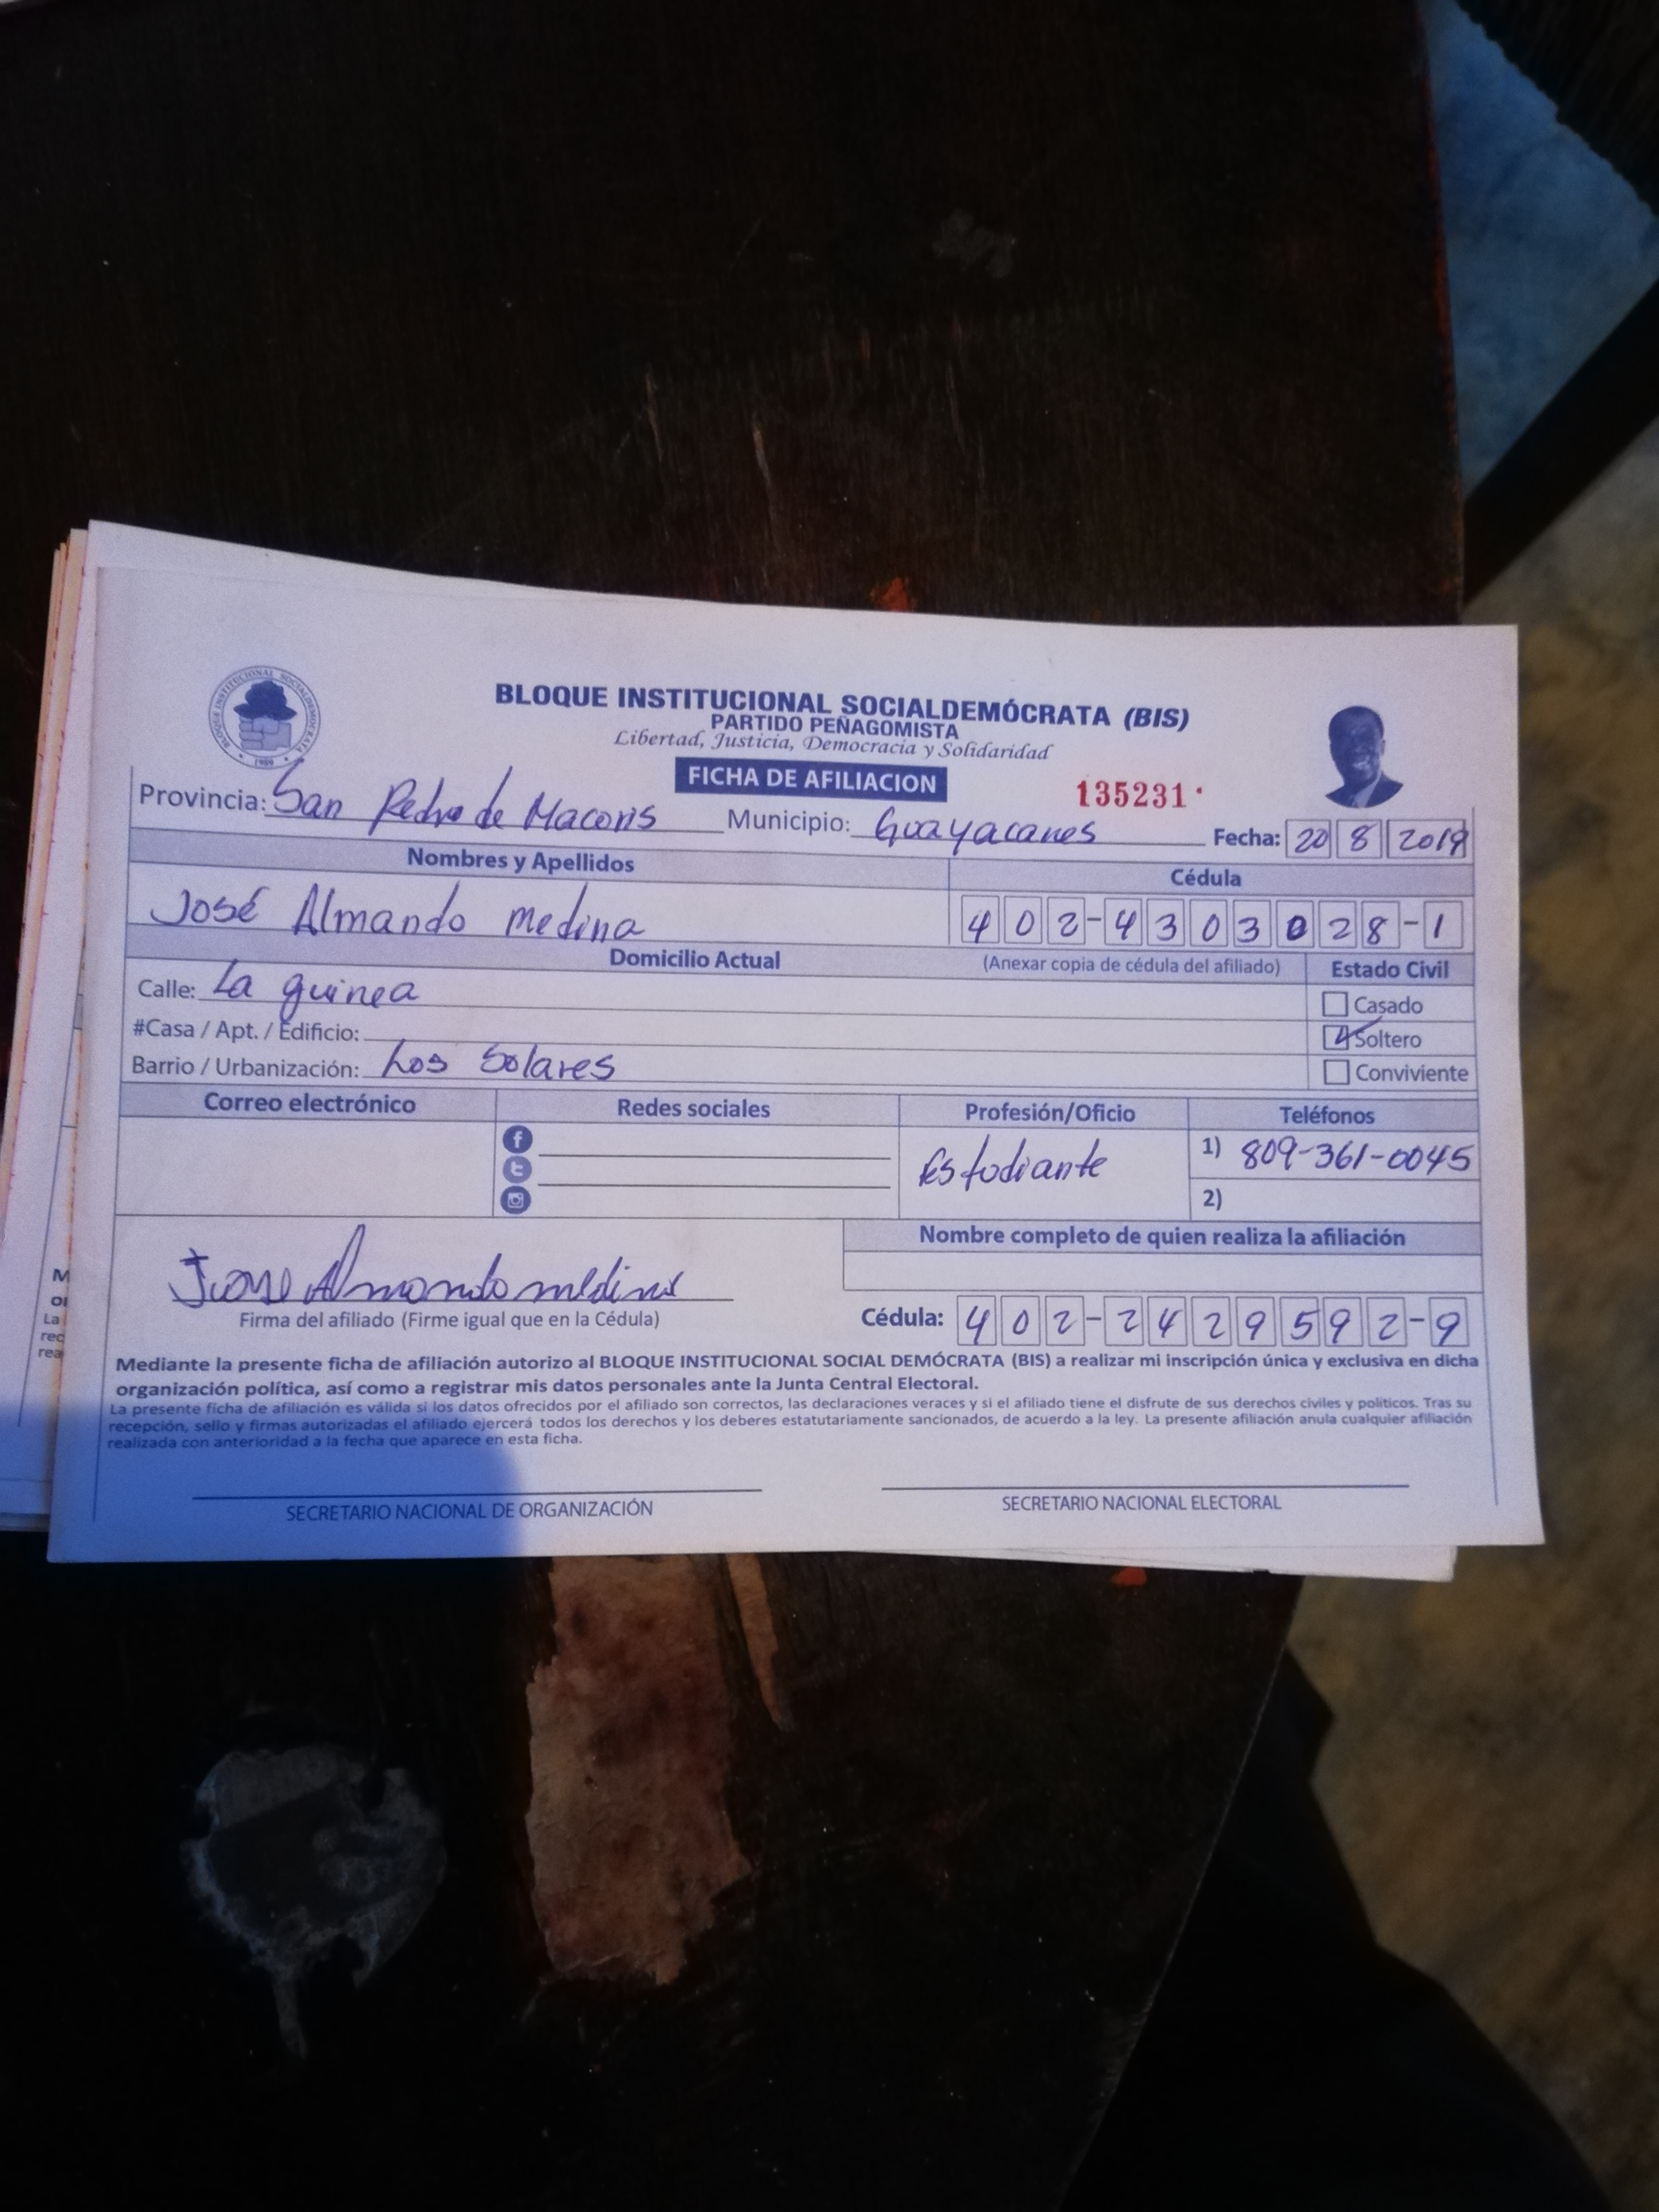 BLOQUE INSTITUCIONAL SOCIALDEMOCRATA
1989
BLOQUE INSTITUCIONAL SOCIALDEMÓCRATA (BIS)
PARTIDO PEÑAGOMISTA
Libertad, Justicia, Democracia y Solidaridad
FICHA DE AFILIACION
135231
Provincia: San Pedro de Macoris Municipio: Guayacanes Fecha: 20 8 2019
Nombres y Apellidos Cédula
José Almando medina 402-4303028-1
Domicilio Actual (Anexar copia de cédula del afiliado) Estado Civil
Calle: La guinea Casado
#Casa / Apt. / Edificio: Soltero
Barrio / Urbanización: Los Solares Conviviente
Correo electrónico Redes sociales Profesión/Oficio Teléfonos
Estudiante 1) 809-361-0045
2)
Nombre completo de quien realiza la afiliación
Jose Almando medina
Firma del afiliado (Firme igual que en la Cédula) Cédula: 402-2429592-9
Mediante la presente ficha de afiliación autorizo al BLOQUE INSTITUCIONAL SOCIAL DEMÓCRATA (BIS) a realizar mi inscripción única y exclusiva en dicha
organización política, así como a registrar mis datos personales ante la Junta Central Electoral.
La presente ficha de afiliación es válida si los datos ofrecidos por el afiliado son correctos, las declaraciones veraces y si el afiliado tiene el disfrute de sus derechos civiles y politicos. Tras su
recepción, sello y firmas autorizadas el afiliado ejercerá todos los derechos y los deberes estatutariamente sancionados, de acuerdo a la ley. La presente afiliación anula cualquier afiliación
realizada con anterioridad a la fecha que aparece en esta ficha.
SECRETARIO NACIONAL DE ORGANIZACIÓN SECRETARIO NACIONAL ELECTORAL